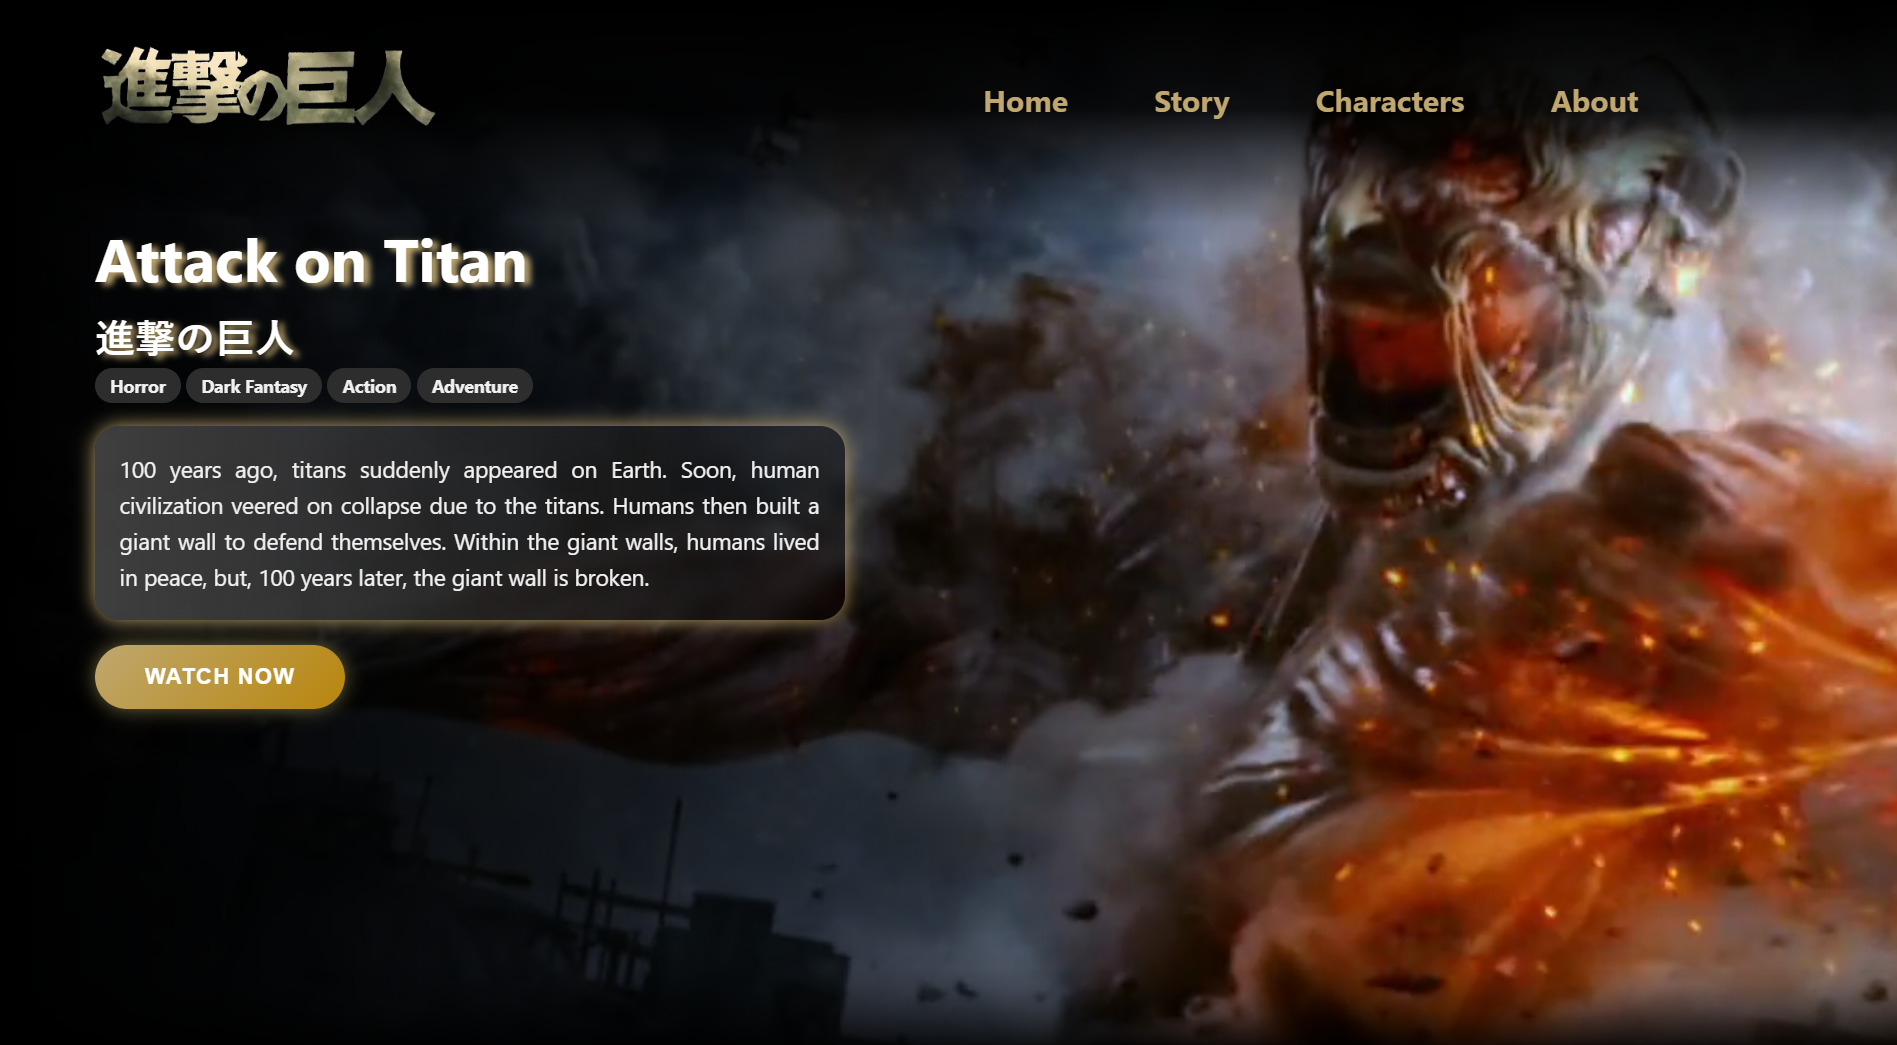 進撃の巨人
Home Story Characters About
Attack on Titan
進撃の巨人
Horror Dark Fantasy Action Adventure
100 years ago, titans suddenly appeared on Earth. Soon, human
civilization veered on collapse due to the titans. Humans then built a
giant wall to defend themselves. Within the giant walls, humans lived
in peace, but, 100 years later, the giant wall is broken.
WATCH NOW